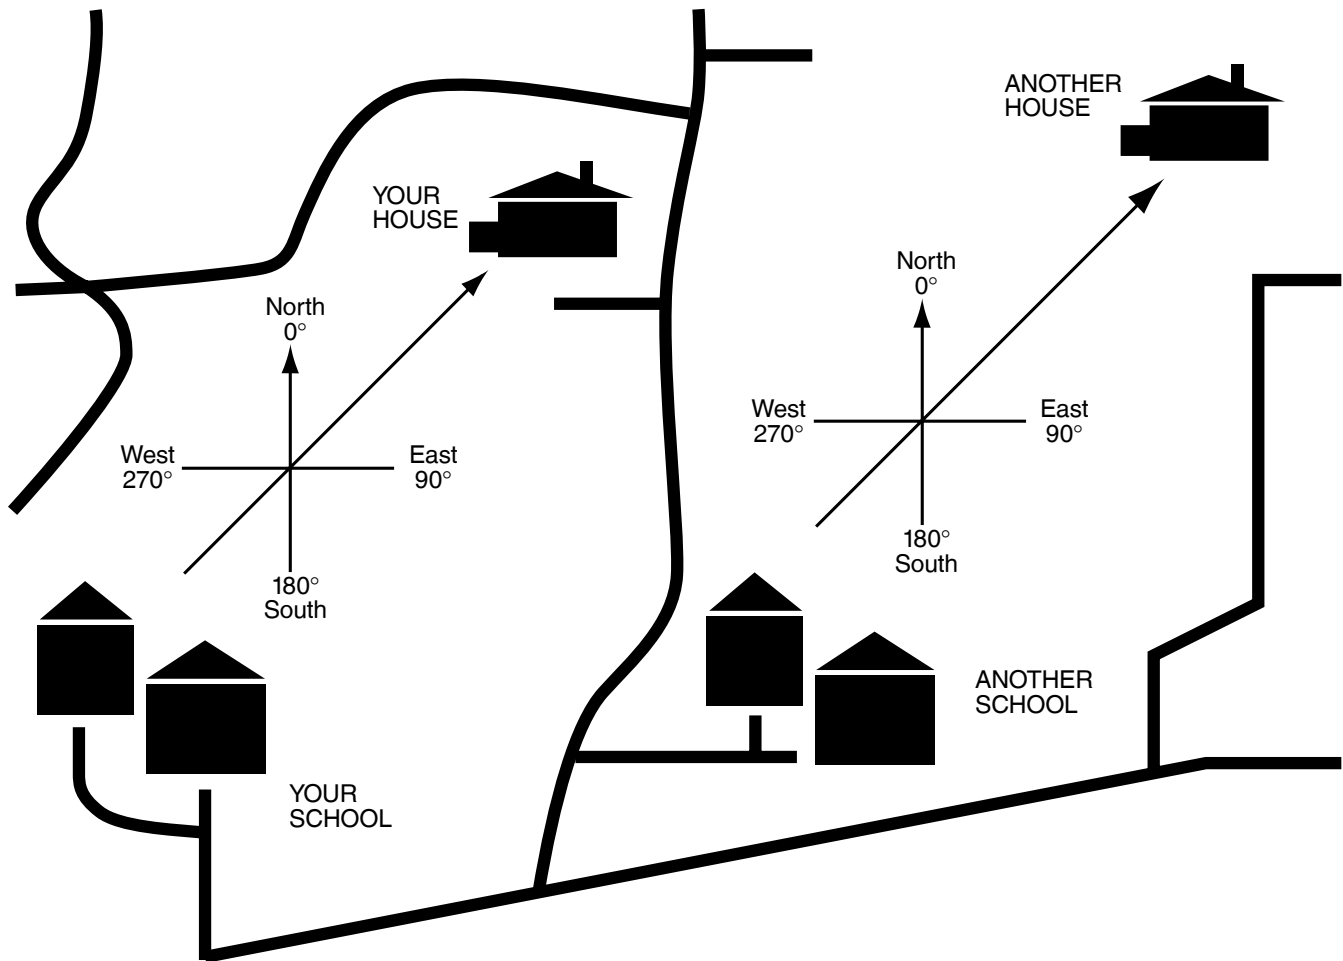 ANOTHER
HOUSE
YOUR
HOUSE
North
0°
West
270°
East
90°
180°
South
North
0°
West
270°
East
90°
180°
South
YOUR
SCHOOL
ANOTHER
SCHOOL